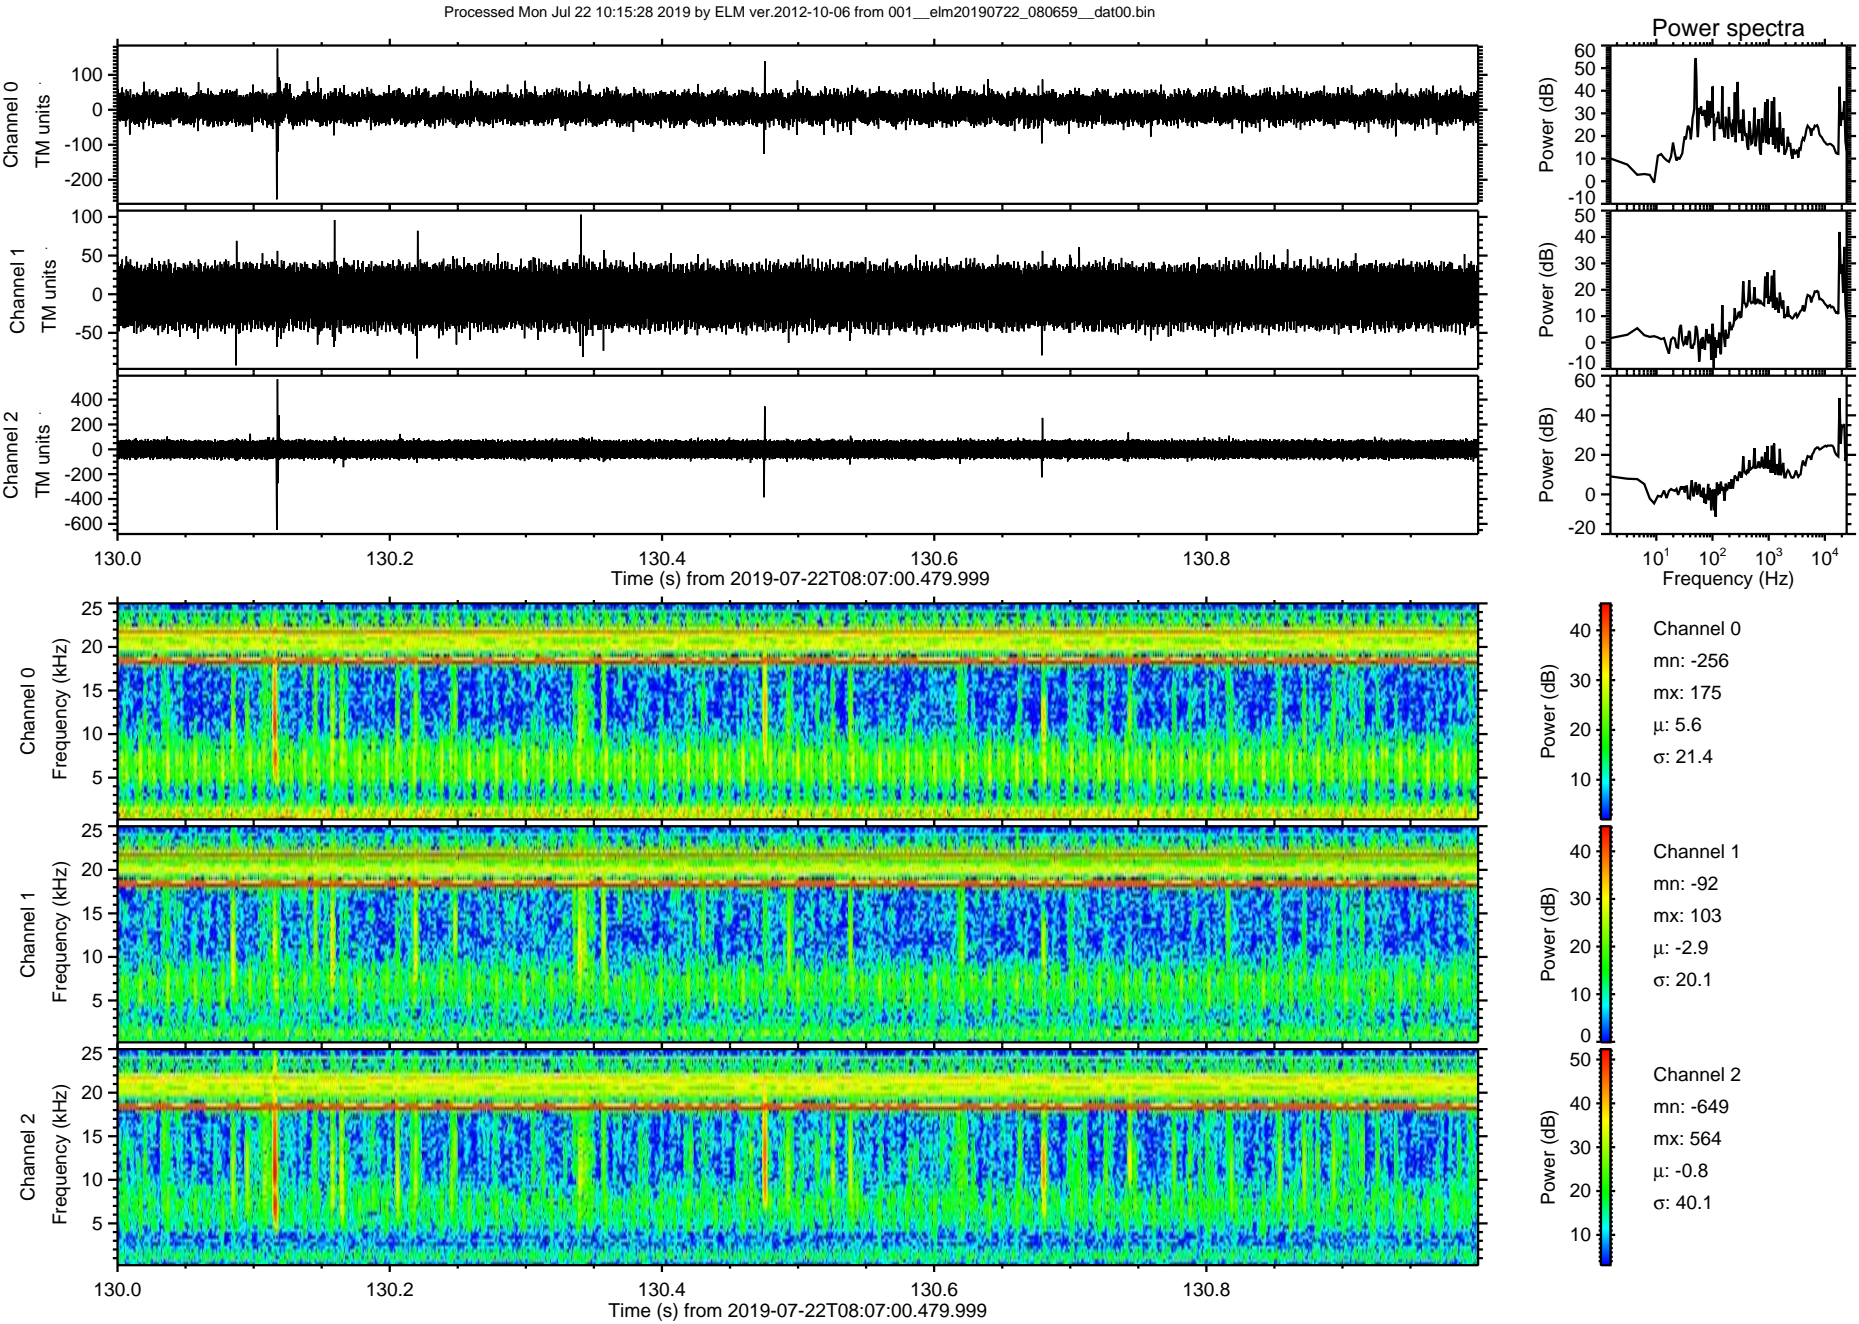 Processed Mon Jul 22 10:15:28 2019 by ELM ver.2012-10-06 from 001__elm20190722_080659__dat00.bin
Power spectra
Channel 0
TM units
100
0
-100
-200
Power (dB)
60
50
40
30
20
10
0
-10
Channel 1
TM units
100
50
0
-50
Power (dB)
50
40
30
20
10
0
-10
Channel 2
TM units
400
200
0
-200
-400
-600
Power (dB)
60
40
20
0
-20
130.0 130.2 130.4 130.6 130.8
Time (s) from 2019-07-22T08:07:00.479.999
10^1 10^2 10^3 10^4
Frequency (Hz)
Channel 0
Frequency (kHz)
25
20
15
10
5
Power (dB)
40
30
20
10
Channel 0
mn: -256
mx: 175
μ: 5.6
σ: 21.4
Channel 1
Frequency (kHz)
25
20
15
10
5
Power (dB)
40
30
20
10
0
Channel 1
mn: -92
mx: 103
μ: -2.9
σ: 20.1
Channel 2
Frequency (kHz)
25
20
15
10
5
Power (dB)
50
40
30
20
10
Channel 2
mn: -649
mx: 564
μ: -0.8
σ: 40.1
130.0 130.2 130.4 130.6 130.8
Time (s) from 2019-07-22T08:07:00.479.999